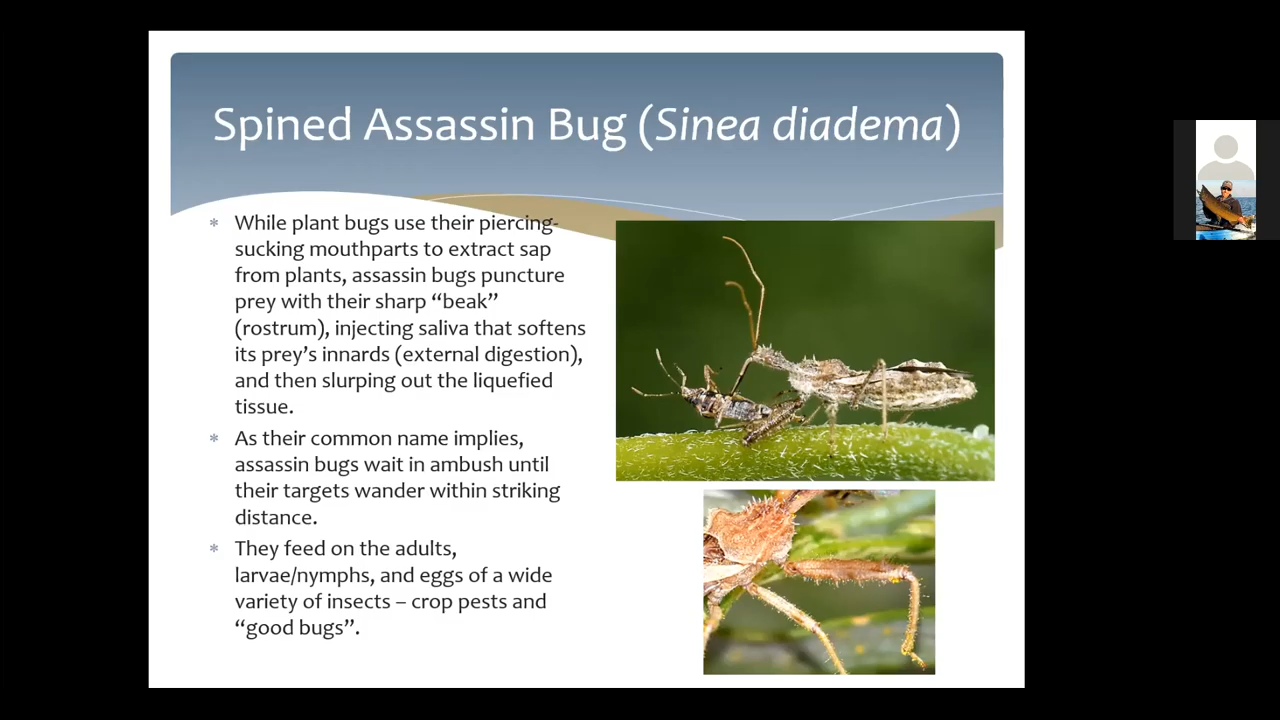 Spined Assassin Bug (Sinea diadema)
* While plant bugs use their piercing-
sucking mouthparts to extract sap
from plants, assassin bugs puncture
prey with their sharp “beak”
(rostrum), injecting saliva that softens
its prey’s innards (external digestion),
and then slurping out the liquefied
tissue.
* As their common name implies,
assassin bugs wait in ambush until
their targets wander within striking
distance.
* They feed on the adults,
larvae/nymphs, and eggs of a wide
variety of insects – crop pests and
“good bugs”.